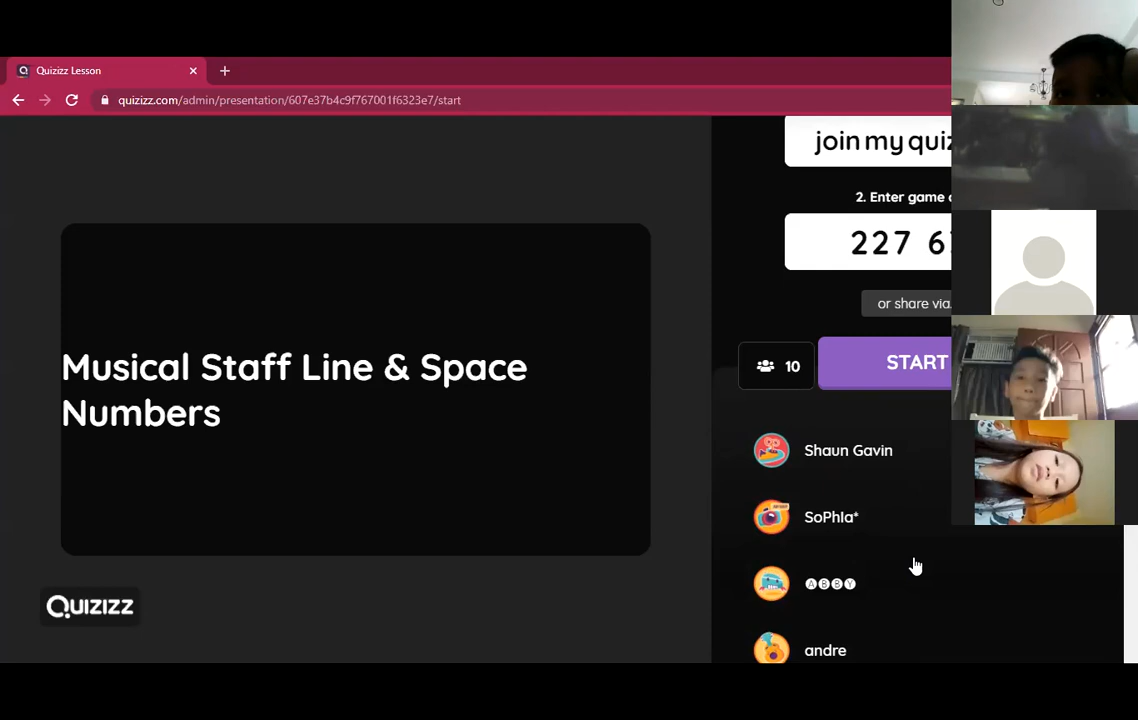 Quizizz Lesson
quizizz.com/admin/presentation/607e37b4c9f767001f6323e7/start
join my quiz
2. Enter game
227 6
or share via
Musical Staff Line & Space
Numbers
10
START
Shaun Gavin
SoPhIa*
🅐🅑🅑🅨
andre
QUIZIZZ